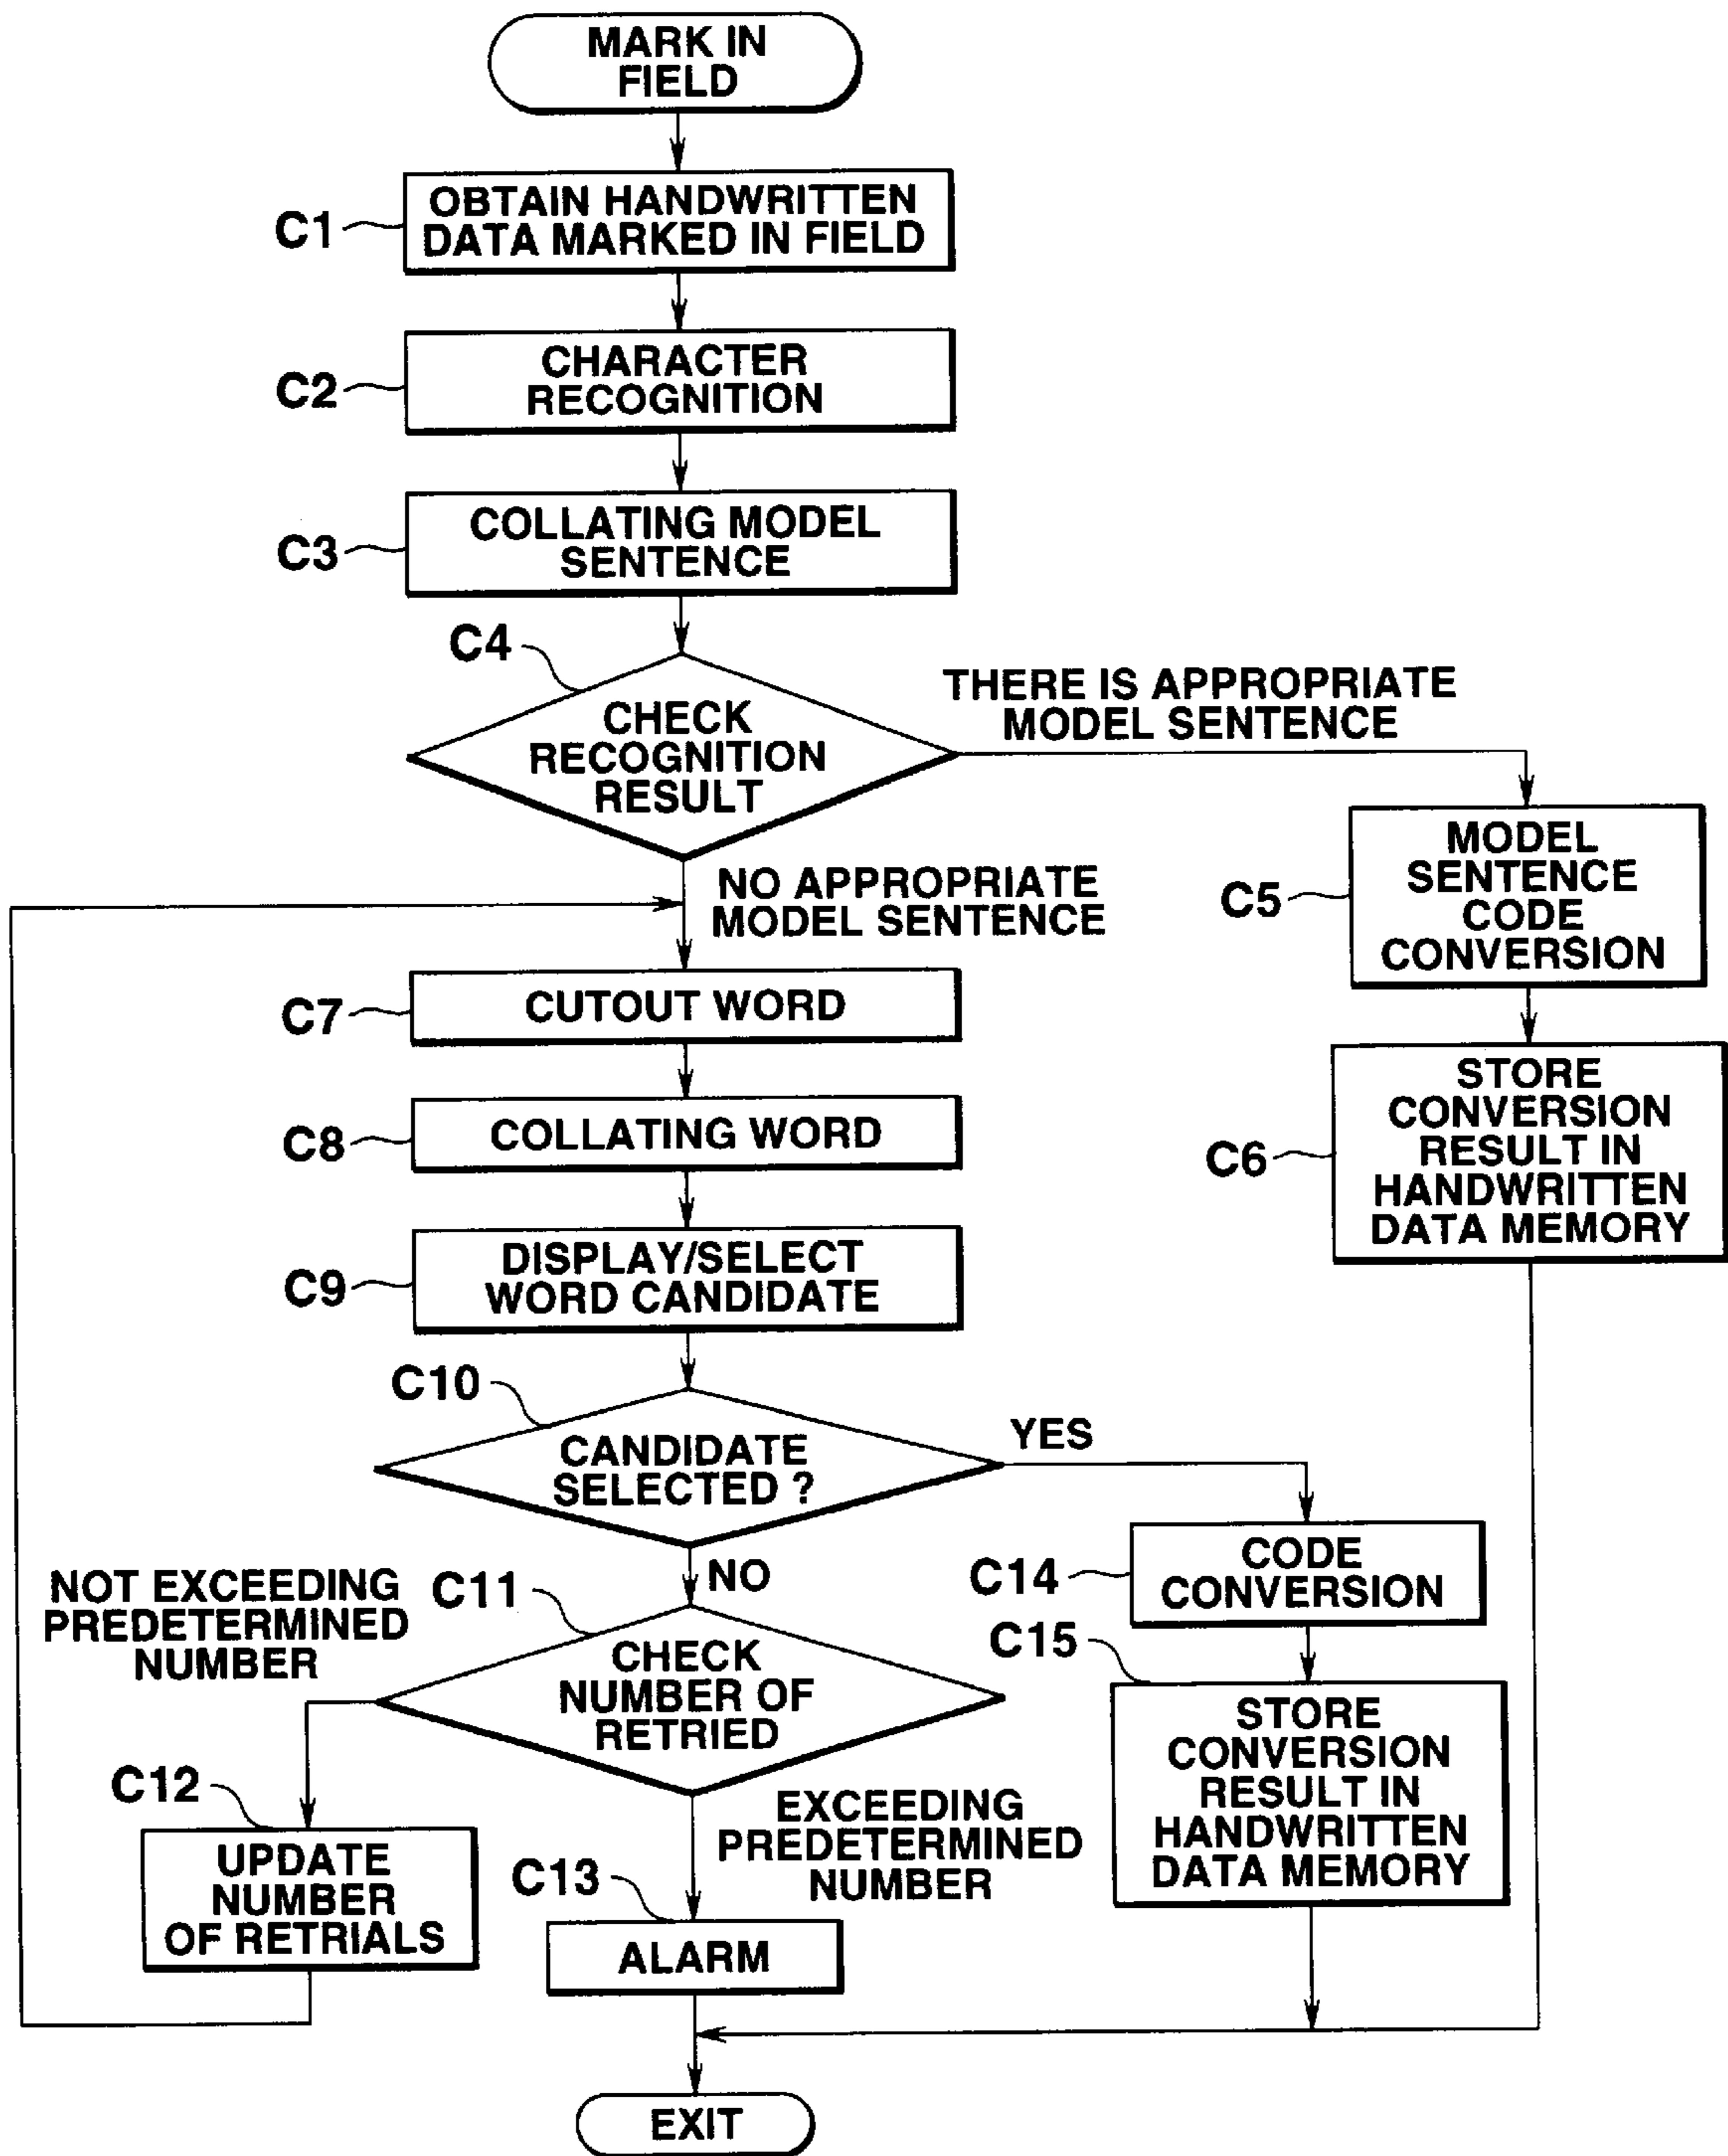 MARK IN
FIELD
C1
OBTAIN HANDWRITTEN
DATA MARKED IN FIELD
C2
CHARACTER
RECOGNITION
C3
COLLATING MODEL
SENTENCE
C4
CHECK
RECOGNITION
RESULT
THERE IS APPROPRIATE
MODEL SENTENCE
C5
MODEL
SENTENCE
CODE
CONVERSION
C6
STORE
CONVERSION
RESULT IN
HANDWRITTEN
DATA MEMORY
NO APPROPRIATE
MODEL SENTENCE
C7
CUTOUT WORD
C8
COLLATING WORD
C9
DISPLAY/SELECT
WORD CANDIDATE
C10
CANDIDATE
SELECTED ?
YES
NO
C14
CODE
CONVERSION
C15
STORE
CONVERSION
RESULT IN
HANDWRITTEN
DATA MEMORY
C11
CHECK
NUMBER OF
RETRIED
NOT EXCEEDING
PREDETERMINED
NUMBER
C12
UPDATE
NUMBER
OF RETRIALS
EXCEEDING
PREDETERMINED
NUMBER
C13
ALARM
EXIT